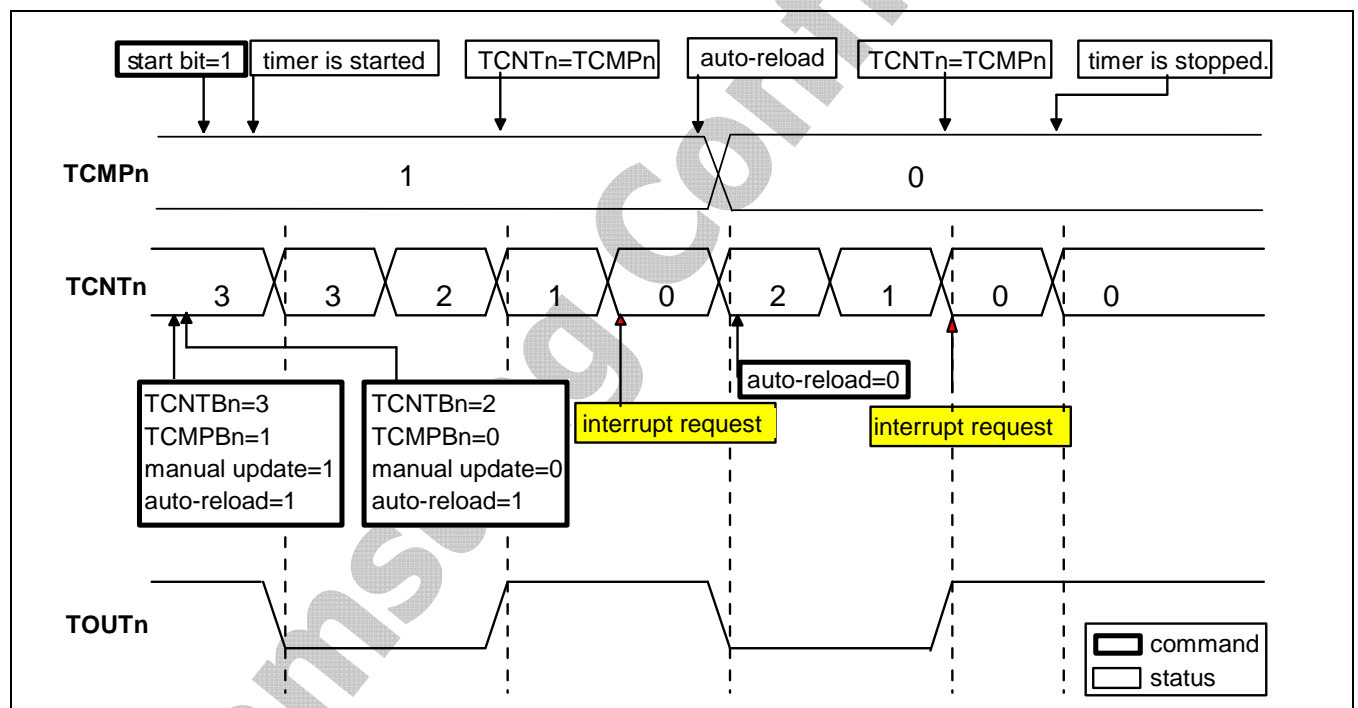 start bit=1 timer is started TCNTn=TCMPn auto-reload TCNTn=TCMPn timer is stopped.
TCMPn 1 0
TCNTn 3 3 2 1 0 2 1 0 0
auto-reload=0
TCNTBn=3
TCMPBn=1
manual update=1
auto-reload=1
TCNTBn=2
TCMPBn=0
manual update=0
auto-reload=1
interrupt request
interrupt request
TOUTn
command
status